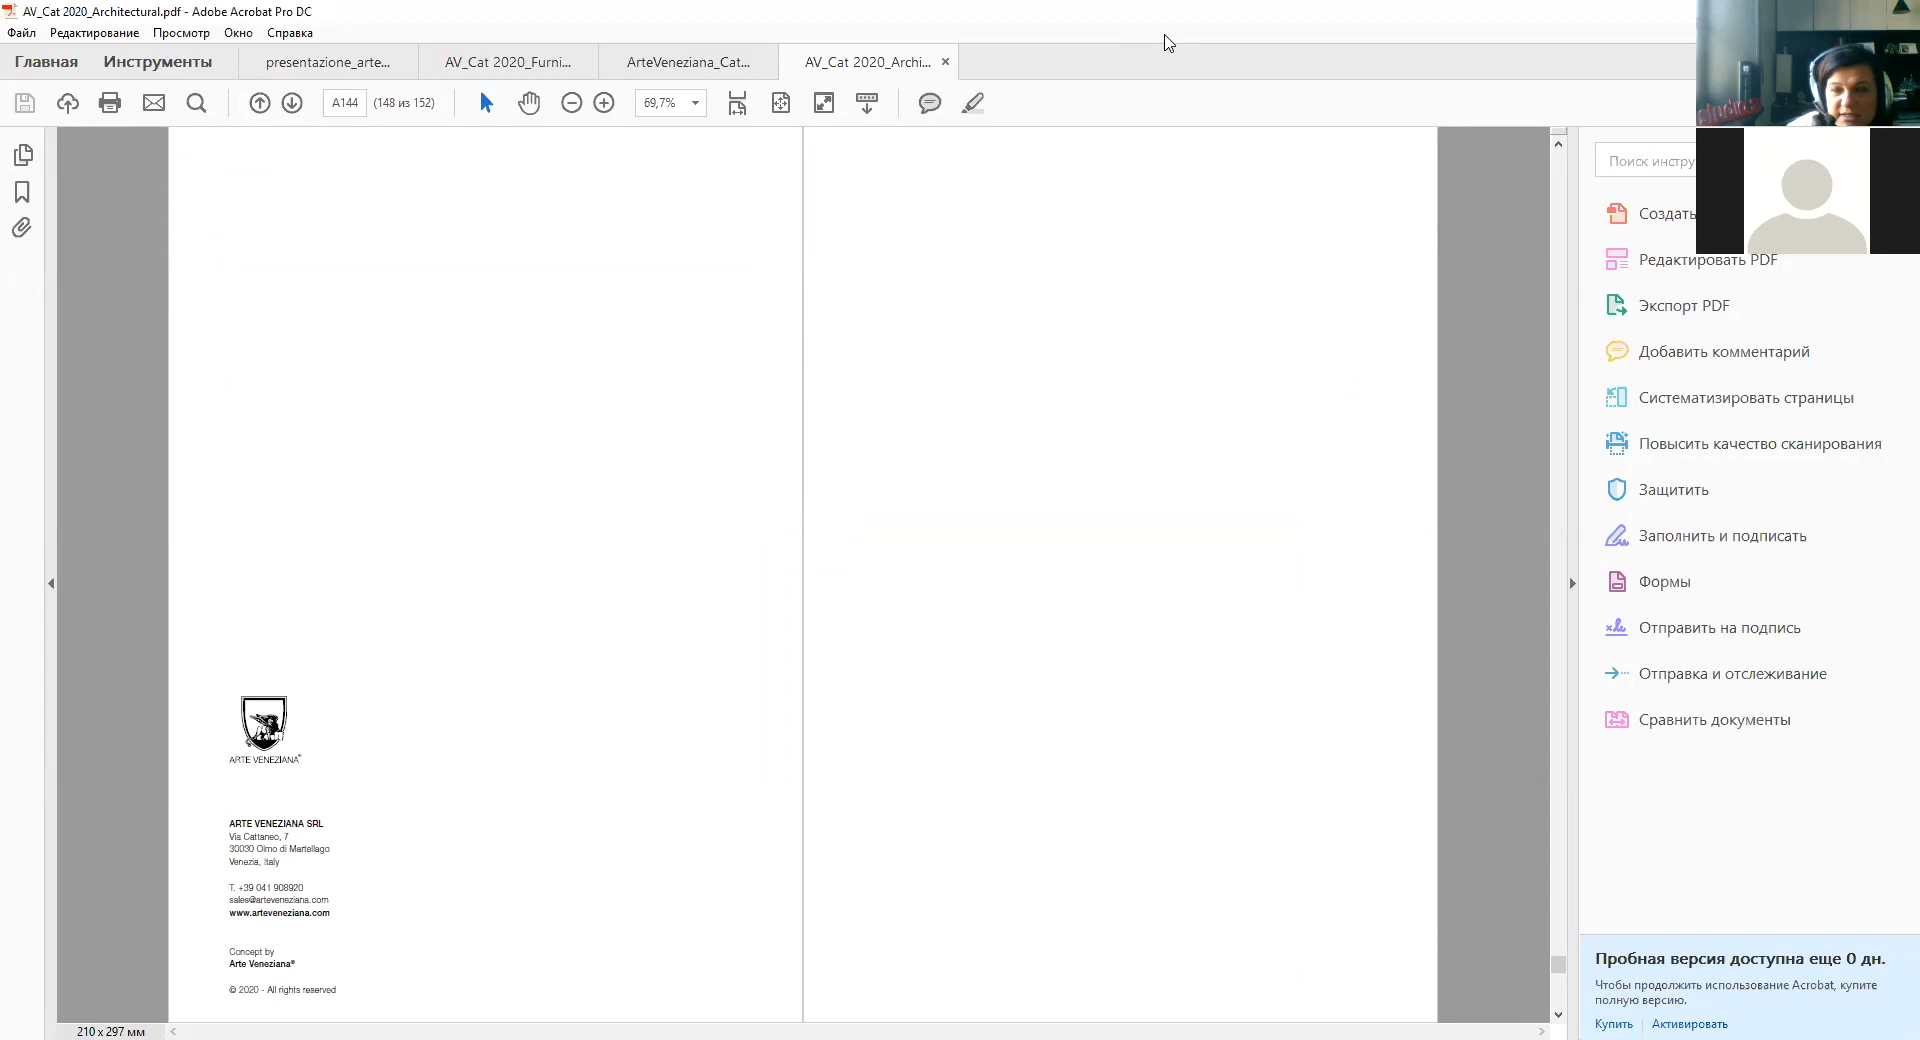 AV_Cat 2020_Architectural.pdf - Adobe Acrobat Pro DC
Файл Редактирование Просмотр Окно Справка
Главная Инструменты presentazione_arte... AV_Cat 2020_Furni... ArteVeneziana_Cat... AV_Cat 2020_Archi... ×
A144 (148 из 152) 69,7%
Поиск инстру
Создать
Редактировать PDF
Экспорт PDF
Добавить комментарий
Систематизировать страницы
Повысить качество сканирования
Защитить
Заполнить и подписать
Формы
Отправить на подпись
Отправка и отслеживание
Сравнить документы
ARTE VENEZIANA®
ARTE VENEZIANA SRL
Via Cattaneo, 7
30030 Olmo di Martellago
Venezia, Italy
T. +39 041 908920
sales@arteveneziana.com
www.arteveneziana.com
Concept by
Arte Veneziana®
© 2020 - All rights reserved
210 x 297 мм
Пробная версия доступна еще 0 дн.
Чтобы продолжить использование Acrobat, купите
полную версию.
Купить Активировать